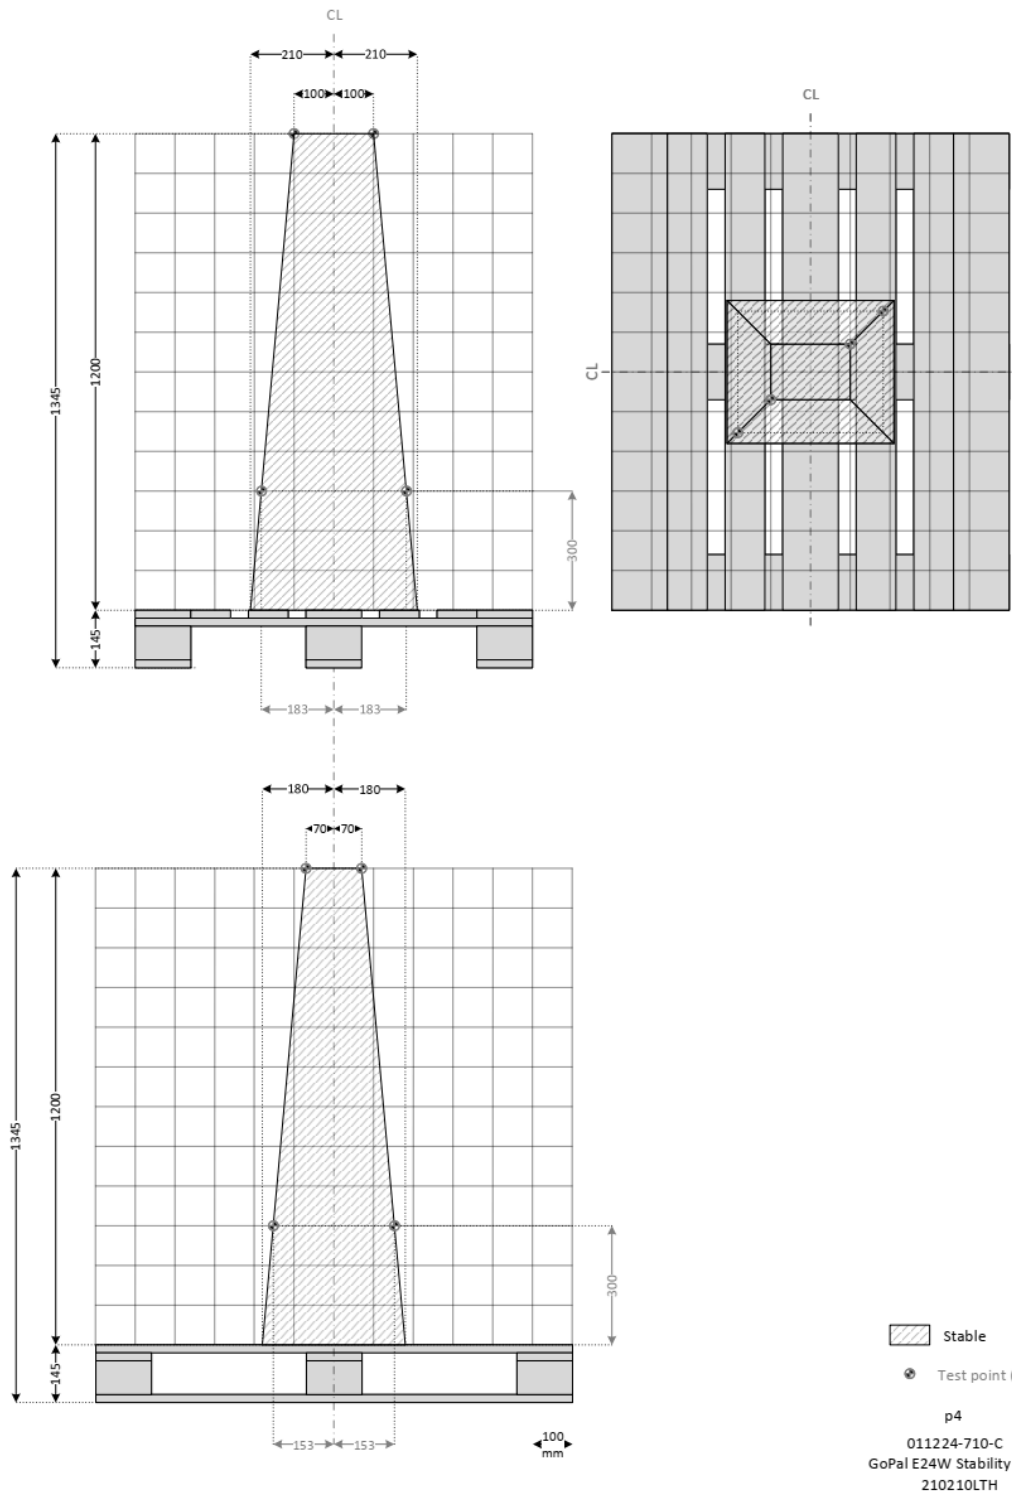 CL
210 210
100 100
CL
1345
1200
CL
300
145
183 183
180 180
70 70
1345
1200
300
145
153 153
100
mm
Stable
Test point (
p4
011224-710-C
GoPal E24W Stability
210210LTH